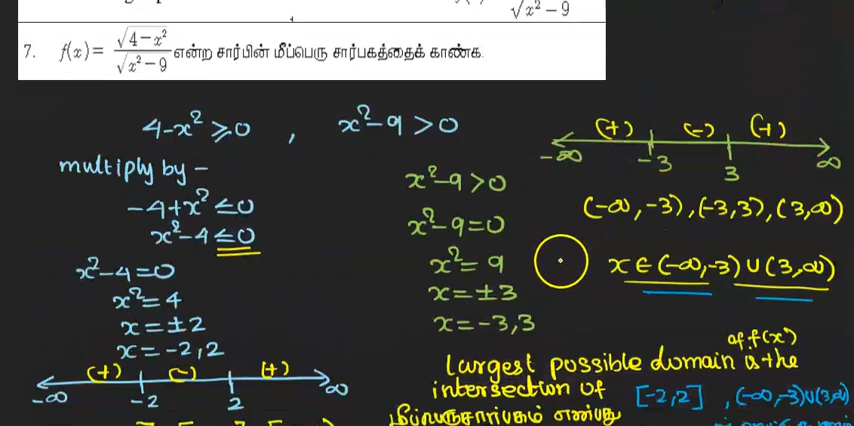 √x²−9
7. f(x) = √4−x² / √x²−9 என்ற சார்பின் மீப்பெரு சார்பகத்தைக் காண்க.
4−x² ⩾ 0 , x²−9 > 0
multiply by −
−4+x² ≤ 0
x²−4 ≤ 0
x²−4 = 0
x² = 4
x = ±2
x = −2, 2
(+) (−) (+)
−∞ −2 2 ∞
x²−9 > 0
x²−9 = 0
x² = 9
x = ±3
x = −3, 3
(+) (−) (+)
−∞ −3 3 ∞
(−∞, −3), (−3, 3), (3, ∞)
x ∈ (−∞, −3) ∪ (3, ∞)
of f(x)
largest possible domain is the
intersection of [−2, 2] , (−∞, −3) ∪ (3, ∞)